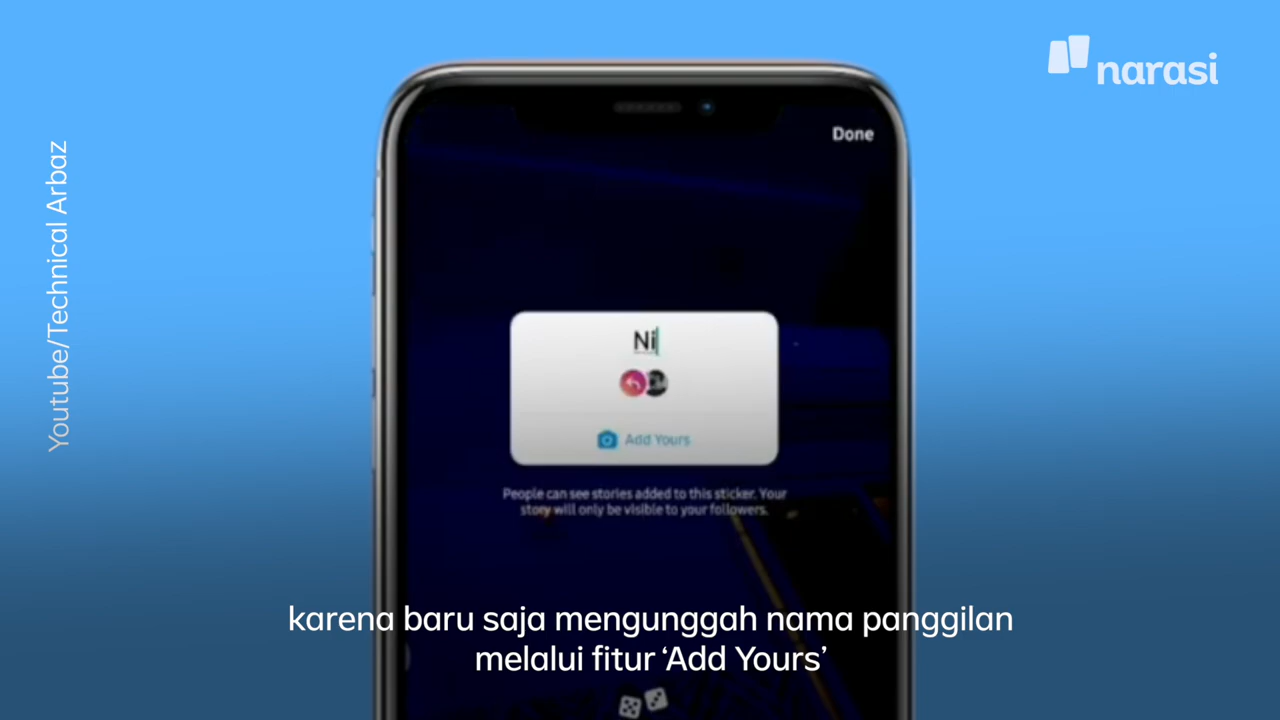 narasi
Youtube/Technical Arbaz
Done
Ni
Add Yours
People can see stories added to this sticker. Your
story will only be visible to your followers.
karena baru saja mengunggah nama panggilan
melalui fitur ‘Add Yours’